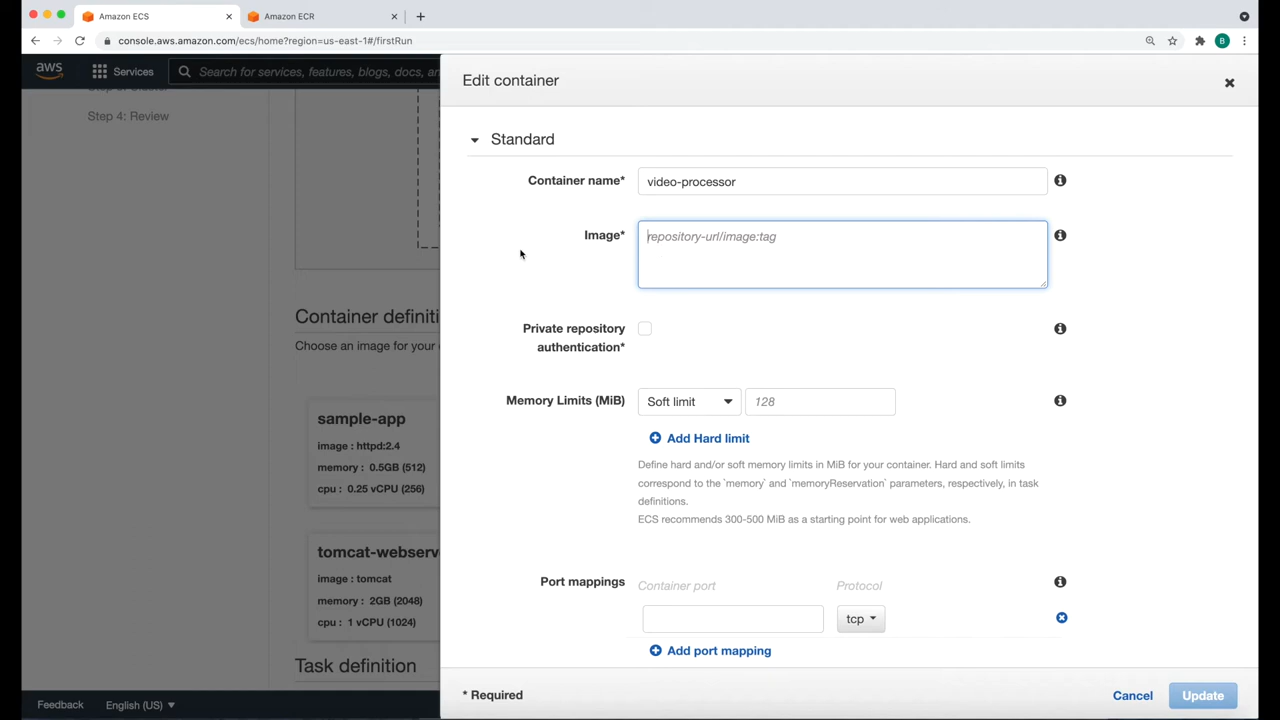 Amazon ECS
Amazon ECR
console.aws.amazon.com/ecs/home?region=us-east-1#/firstRun
B
aws
Services
Search for services, features, blogs, docs, an
Edit container
Step 4: Review
Standard
Container name*
video-processor
Image*
repository-url/image:tag
Private repository
authentication*
Container definiti
Choose an image for your
Memory Limits (MiB)
Soft limit
128
Add Hard limit
Define hard and/or soft memory limits in MiB for your container. Hard and soft limits
correspond to the `memory` and `memoryReservation` parameters, respectively, in task
definitions.
ECS recommends 300-500 MiB as a starting point for web applications.
sample-app
image : httpd:2.4
memory : 0.5GB (512)
cpu : 0.25 vCPU (256)
tomcat-webserv
image : tomcat
memory : 2GB (2048)
cpu : 1 vCPU (1024)
Port mappings
Container port
Protocol
tcp
Add port mapping
Task definition
* Required
Cancel
Update
Feedback
English (US)